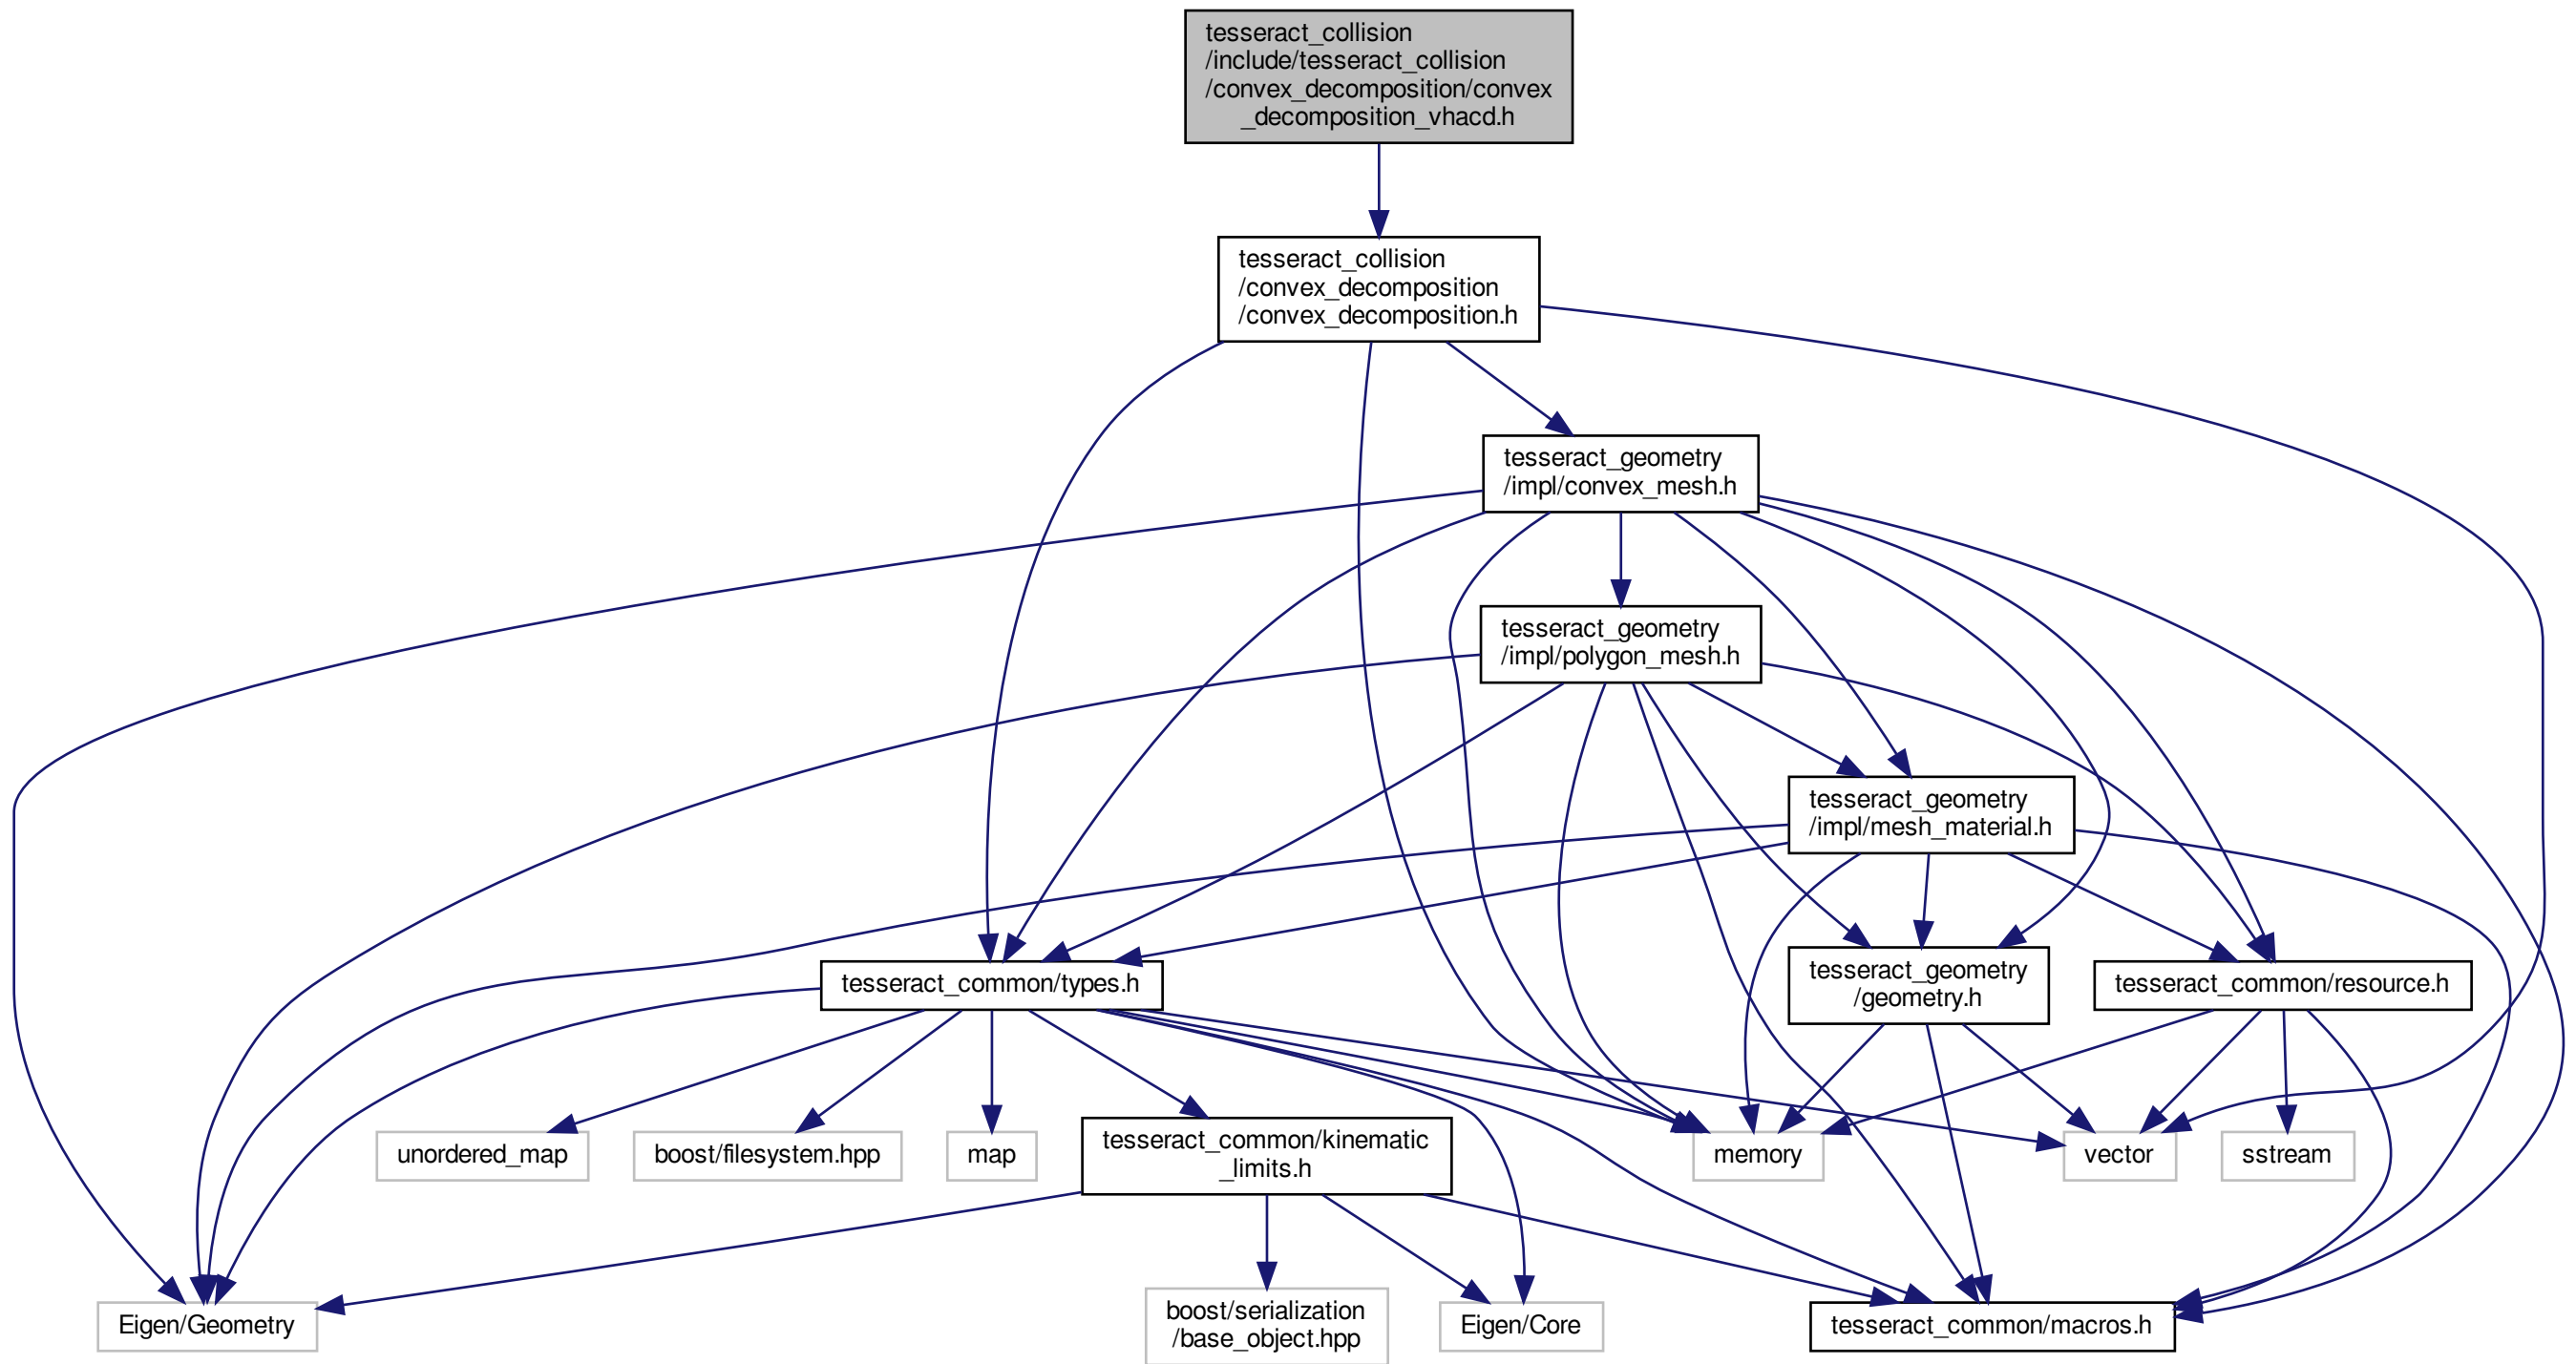 tesseract_collision
/include/tesseract_collision
/convex_decomposition/convex
_decomposition_vhacd.h
tesseract_collision
/convex_decomposition
/convex_decomposition.h
tesseract_geometry
/impl/convex_mesh.h
tesseract_geometry
/impl/polygon_mesh.h
tesseract_geometry
/impl/mesh_material.h
tesseract_common/types.h
tesseract_geometry
/geometry.h
tesseract_common/resource.h
unordered_map
boost/filesystem.hpp
map
tesseract_common/kinematic
_limits.h
memory
vector
sstream
Eigen/Geometry
boost/serialization
/base_object.hpp
Eigen/Core
tesseract_common/macros.h